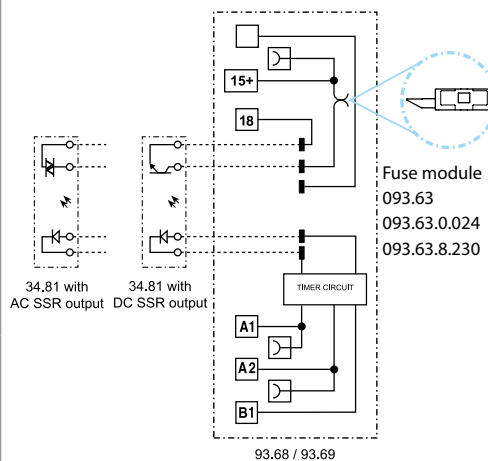 15+
18
Fuse module
093.63
093.63.0.024
093.63.8.230
34.81 with
AC SSR output
34.81 with
DC SSR output
TIMER CIRCUIT
A1
A2
B1
93.68 / 93.69